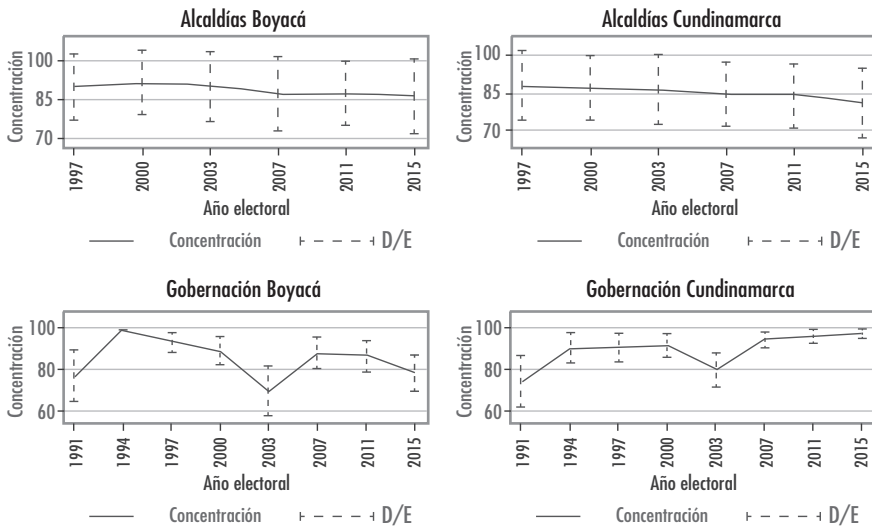 Alcaldías Boyacá
Concentración
100
85
70
1997
2000
2003
2007
2011
2015
Año electoral
Concentración
D/E
Alcaldías Cundinamarca
Concentración
100
85
70
1997
2000
2003
2007
2011
2015
Año electoral
Concentración
D/E
Gobernación Boyacá
Concentración
100
80
60
1991
1994
1997
2000
2003
2007
2011
2015
Año electoral
Concentración
D/E
Gobernación Cundinamarca
Concentración
100
80
60
1991
1994
1997
2000
2003
2007
2011
2015
Año electoral
Concentración
D/E